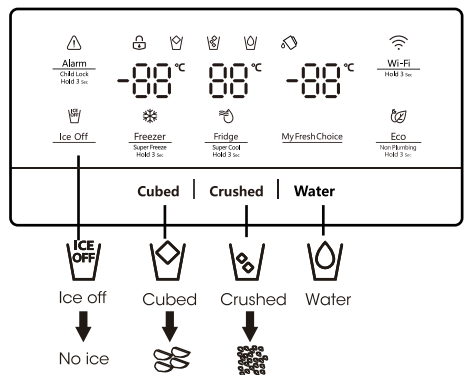 Alarm
Child Lock
Hold 3 Sec
-88 °C
88 °C
-88 °C
Wi-Fi
Hold 3 Sec
ICE OFF
Ice Off
Freezer
Super Freeze
Hold 3 Sec
Fridge
Super Cool
Hold 3 Sec
My Fresh Choice
Eco
Non Plumbing
Hold 3 Sec
Cubed | Crushed | Water
ICE
OFF
Ice off
Cubed
Crushed
Water
No ice